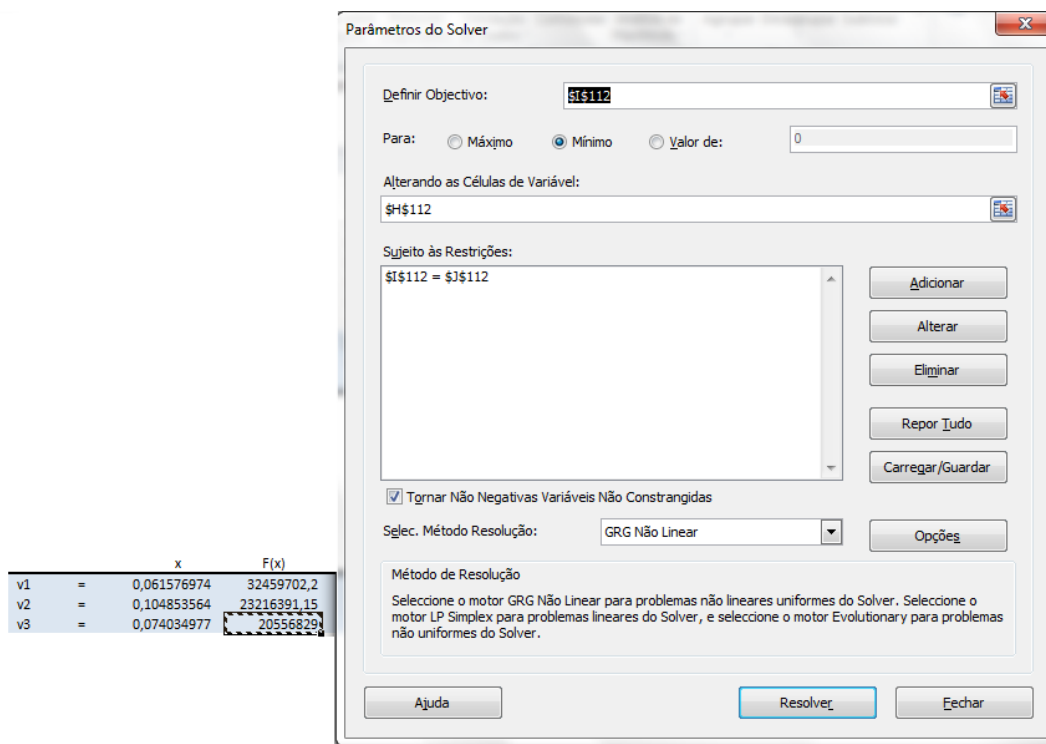 Parâmetros do Solver
Definir Objectivo:
$I$112
Para:
Máximo
Mínimo
Valor de:
0
Alterando as Células de Variável:
$H$112
Sujeito às Restrições:
$I$112 = $J$112
Adicionar
Alterar
Eliminar
Repor Tudo
Carregar/Guardar
Tornar Não Negativas Variáveis Não Constrangidas
Selec. Método Resolução:
GRG Não Linear
Opções
Método de Resolução
Seleccione o motor GRG Não Linear para problemas não lineares uniformes do Solver. Seleccione o
motor LP Simplex para problemas lineares do Solver, e seleccione o motor Evolutionary para problemas
não uniformes do Solver.
Ajuda
Resolver
Fechar
x F(x)
v1 = 0,061576974 32459702,2
v2 = 0,104853564 23216391,15
v3 = 0,074034977 20556829